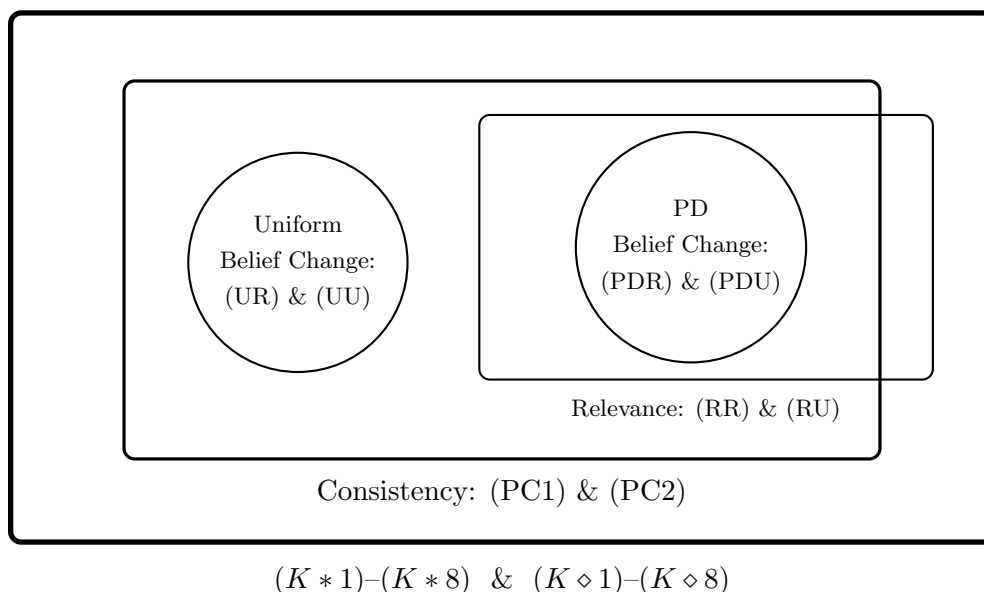 Uniform
Belief Change:
(UR) & (UU)
PD
Belief Change:
(PDR) & (PDU)
Relevance: (RR) & (RU)
Consistency: (PC1) & (PC2)
(K ∗ 1)–(K ∗ 8) & (K ⋄ 1)–(K ⋄ 8)